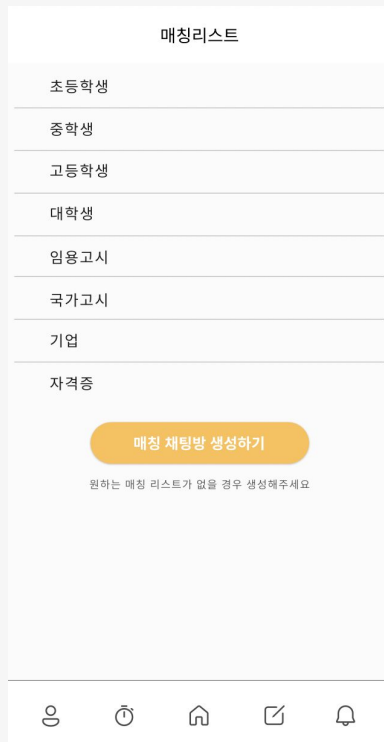 매칭리스트
초등학생
중학생
고등학생
대학생
임용고시
국가고시
기업
자격증
매칭 채팅방 생성하기
원하는 매칭 리스트가 없을 경우 생성해주세요